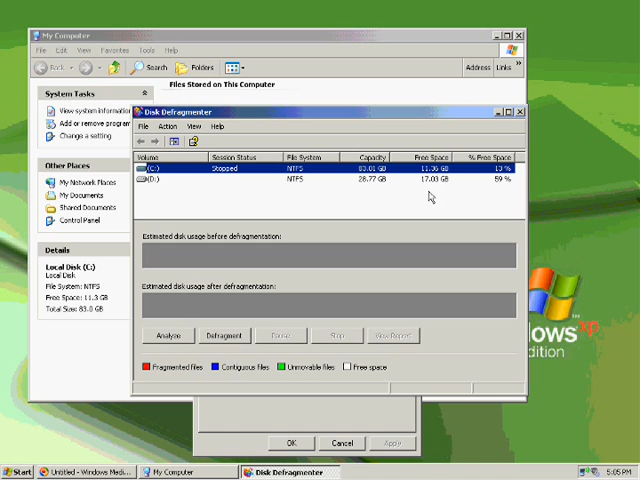 My Computer
File Edit View Favorites Tools Help
Back Search Folders Address Links »
Files Stored on This Computer
System Tasks
View system information
Add or remove program
Change a setting
Other Places
My Network Places
My Documents
Shared Documents
Control Panel
Details
Local Disk (C:)
Local Disk
File System: NTFS
Free Space: 11.3 GB
Total Size: 83.0 GB
Disk Defragmenter
File Action View Help
Volume Session Status File System Capacity Free Space % Free Space
(C:) Stopped NTFS 83.01 GB 11.36 GB 13 %
(D:) NTFS 28.77 GB 17.03 GB 59 %
Estimated disk usage before defragmentation:
Estimated disk usage after defragmentation:
Analyze Defragment Pause Stop View Report
Fragmented files Contiguous files Unmovable files Free space
dows xp
dition
OK Cancel Apply
Start Untitled - Windows Medi... My Computer Disk Defragmenter 5:05 PM